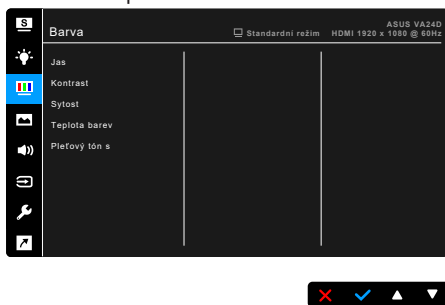 S
Barva
Standardní režim
ASUS VA24D
HDMI 1920 x 1080 @ 60Hz
Jas
Kontrast
Sytost
Teplota barev
Pleťový tón s